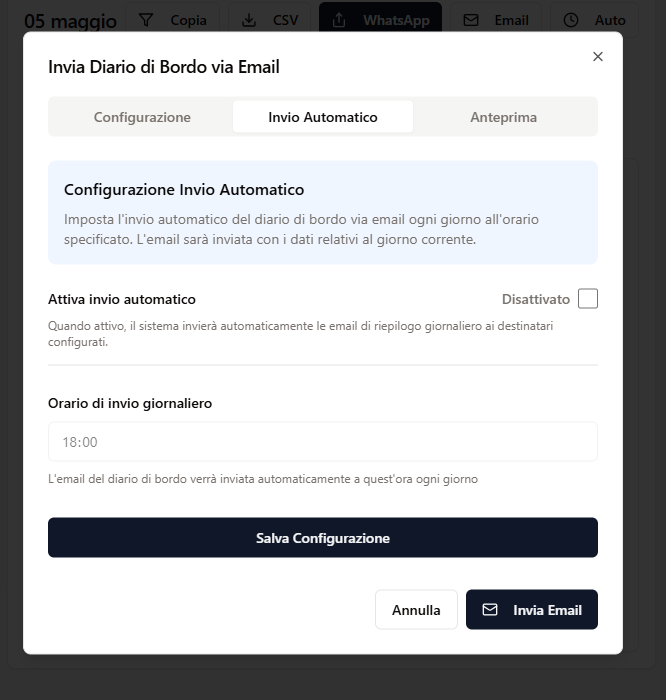 05 maggio
Copia
CSV
WhatsApp
Email
Auto
Invia Diario di Bordo via Email
Configurazione
Invio Automatico
Anteprima
Configurazione Invio Automatico
Imposta l'invio automatico del diario di bordo via email ogni giorno all'orario
specificato. L'email sarà inviata con i dati relativi al giorno corrente.
Attiva invio automatico
Disattivato
Quando attivo, il sistema invierà automaticamente le email di riepilogo giornaliero ai destinatari
configurati.
Orario di invio giornaliero
18:00
L'email del diario di bordo verrà inviata automaticamente a quest'ora ogni giorno
Salva Configurazione
Annulla
Invia Email